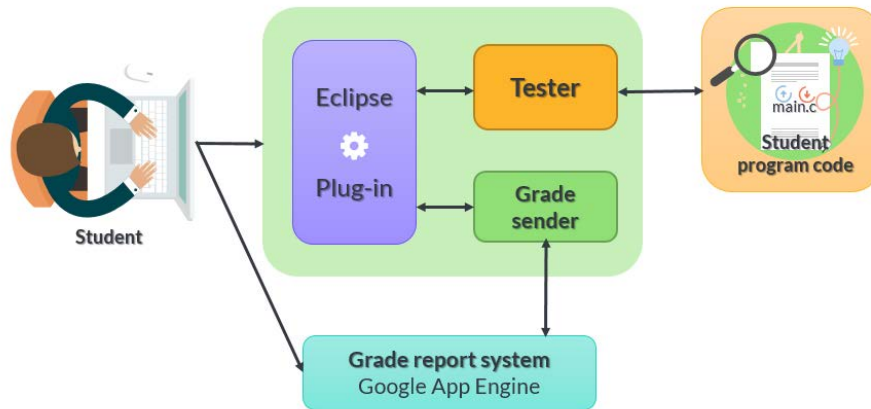 Student
Eclipse
Plug-in
Tester
Grade
sender
main.c
Student
program code
Grade report system
Google App Engine